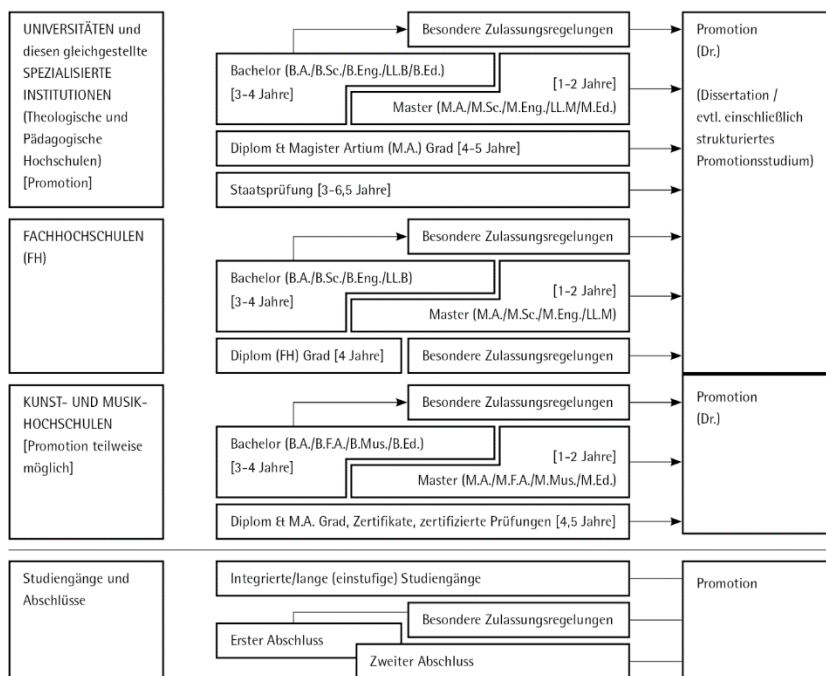 UNIVERSITÄTEN und
diesen gleichgestellte
SPEZIALISIERTE
INSTITUTIONEN
(Theologische und
Pädagogische
Hochschulen)
[Promotion]
Besondere Zulassungsregelungen
Bachelor (B.A./B.Sc./B.Eng./LL.B/B.Ed.)
[3-4 Jahre]
[1-2 Jahre]
Master (M.A./M.Sc./M.Eng./LL.M/M.Ed.)
Diplom & Magister Artium (M.A.) Grad [4-5 Jahre]
Staatsprüfung [3-6,5 Jahre]
Promotion
(Dr.)
(Dissertation /
evtl. einschließlich
strukturiertes
Promotionsstudium)
FACHHOCHSCHULEN
(FH)
Besondere Zulassungsregelungen
Bachelor (B.A./B.Sc./B.Eng./LL.B)
[3-4 Jahre]
[1-2 Jahre]
Master (M.A./M.Sc./M.Eng./LL.M)
Diplom (FH) Grad [4 Jahre]
Besondere Zulassungsregelungen
KUNST- UND MUSIK-
HOCHSCHULEN
[Promotion teilweise
möglich]
Besondere Zulassungsregelungen
Bachelor (B.A./B.F.A./B.Mus./B.Ed.)
[3-4 Jahre]
[1-2 Jahre]
Master (M.A./M.F.A./M.Mus./M.Ed.)
Diplom & M.A. Grad, Zertifikate, zertifizierte Prüfungen [4,5 Jahre]
Promotion
(Dr.)
Studiengänge und
Abschlüsse
Integrierte/lange (einstufige) Studiengänge
Besondere Zulassungsregelungen
Erster Abschluss
Zweiter Abschluss
Promotion